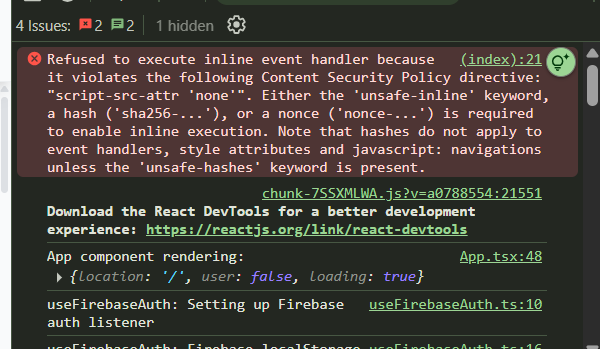 4 Issues: 2 2 1 hidden
Refused to execute inline event handler because (index):21
it violates the following Content Security Policy directive:
"script-src-attr 'none'". Either the 'unsafe-inline' keyword,
a hash ('sha256-...'), or a nonce ('nonce-...') is required
to enable inline execution. Note that hashes do not apply to
event handlers, style attributes and javascript: navigations
unless the 'unsafe-hashes' keyword is present.
chunk-7SSXMLWA.js?v=a0788554:21551
Download the React DevTools for a better development
experience: https://reactjs.org/link/react-devtools
App component rendering: App.tsx:48
{location: '/', user: false, loading: true}
useFirebaseAuth: Setting up Firebase useFirebaseAuth.ts:10
auth listener
useFirebaseAuth: Firebase localStorage useFirebaseAuth.ts:16